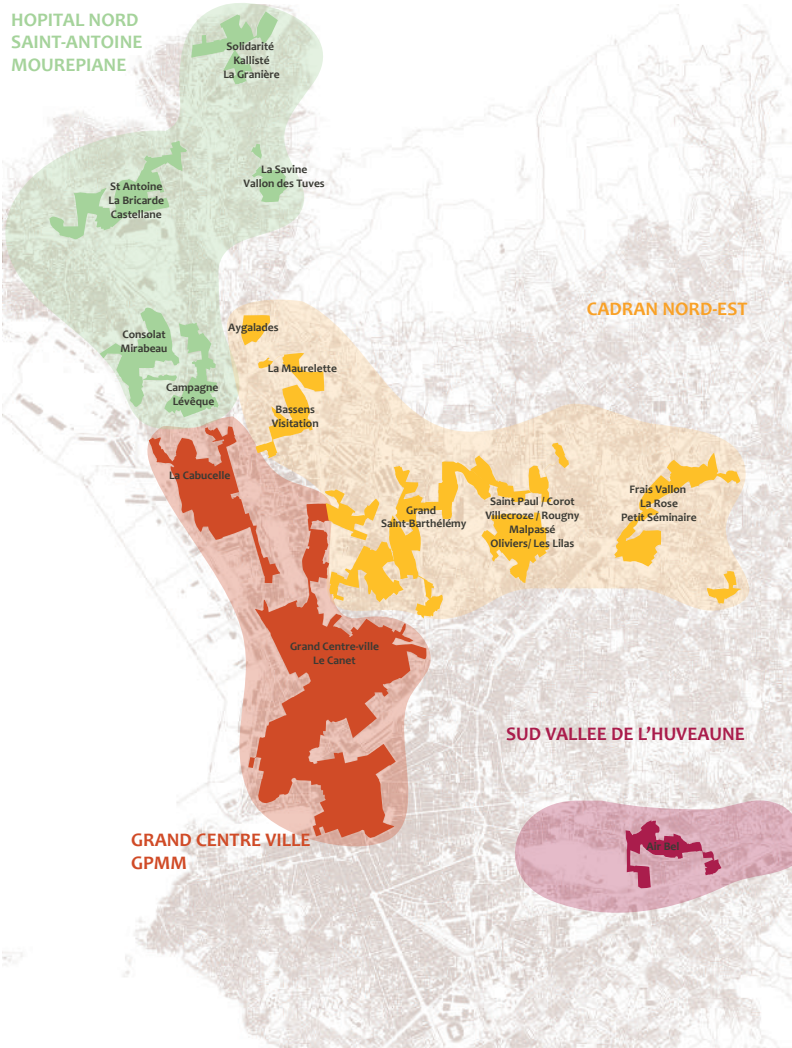 HOPITAL NORD
SAINT-ANTOINE
MOUREPIANE
Solidarité
Kallisté
La Granière
La Savine
Vallon des Tuves
St Antoine
La Bricarde
Castellane
CADRAN NORD-EST
Aygalades
Consolat
Mirabeau
La Maurelette
Campagne
Lévêque
Bassens
Visitation
La Cabucelle
Grand
Saint-Barthélémy
Saint Paul / Corot
Villecroze / Rougny
Malpassé
Oliviers/ Les Lilas
Frais Vallon
La Rose
Petit Séminaire
Grand Centre-ville
Le Canet
SUD VALLEE DE L'HUVEAUNE
GRAND CENTRE VILLE
GPMM
Air Bel